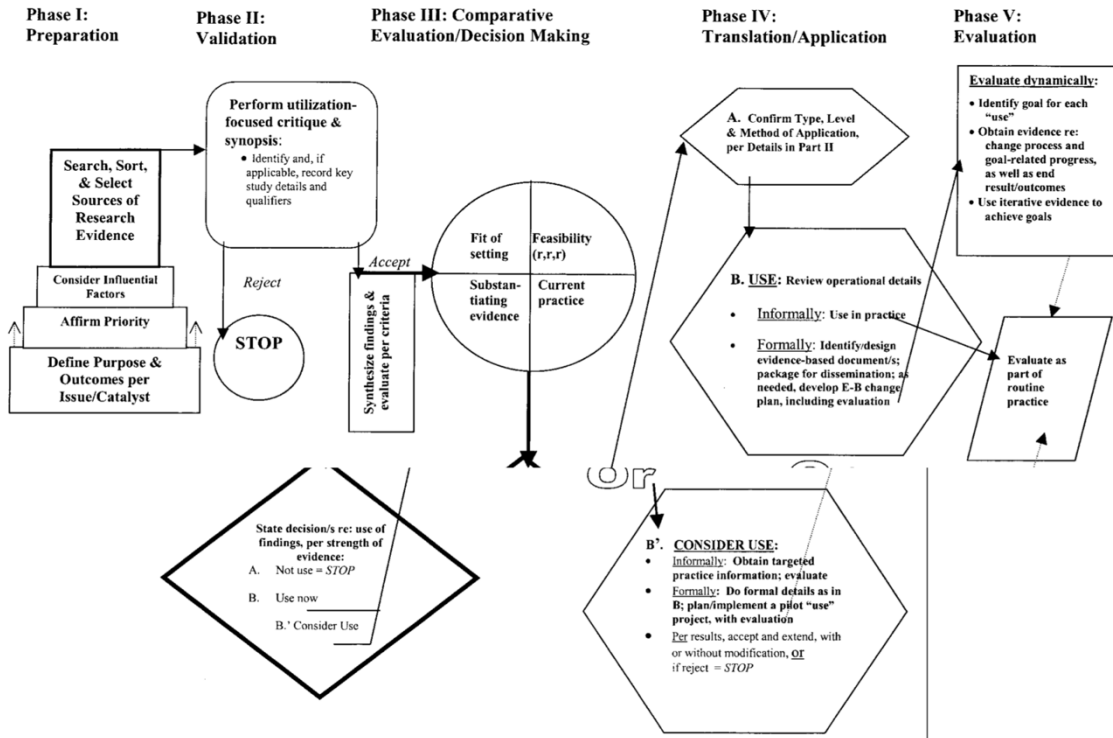 Phase I:
Preparation
Phase II:
Validation
Phase III: Comparative
Evaluation/Decision Making
Phase IV:
Translation/Application
Phase V:
Evaluation
Search, Sort,
& Select
Sources of
Research
Evidence
Consider Influential
Factors
Affirm Priority
Define Purpose &
Outcomes per
Issue/Catalyst
Perform utilization-
focused critique &
synopsis:
• Identify and, if
applicable, record key
study details and
qualifiers
Reject
STOP
Accept
Synthesize findings &
evaluate per criteria
Fit of
setting
Feasibility
(r,r,r)
Substan-
tiating
evidence
Current
practice
State decision/s re: use of
findings, per strength of
evidence:
A. Not use = STOP
B. Use now
B.' Consider Use
A. Confirm Type, Level
& Method of Application,
per Details in Part II
B. USE: Review operational details
• Informally: Use in practice
• Formally: Identify/design
evidence-based document/s;
package for dissemination; as
needed, develop E-B change
plan, including evaluation
or
B’. CONSIDER USE:
• Informally: Obtain targeted
practice information; evaluate
• Formally: Do formal details as in
B; plan/implement a pilot “use”
project, with evaluation
• Per results, accept and extend, with
or without modification, or
if reject = STOP
Evaluate dynamically:
• Identify goal for each
“use”
• Obtain evidence re:
change process and
goal-related progress,
as well as end
result/outcomes
• Use iterative evidence to
achieve goals
Evaluate as
part of
routine
practice